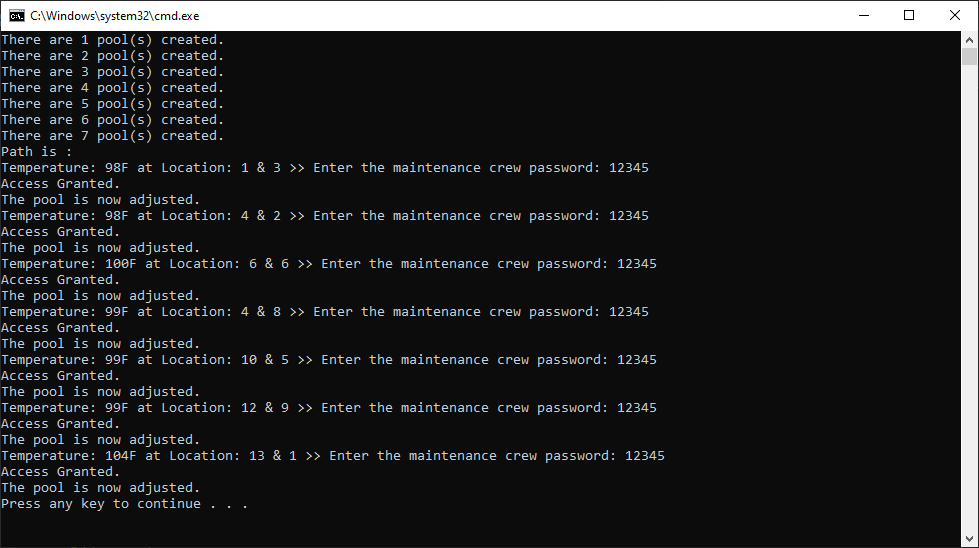 C:\Windows\system32\cmd.exe
There are 1 pool(s) created.
There are 2 pool(s) created.
There are 3 pool(s) created.
There are 4 pool(s) created.
There are 5 pool(s) created.
There are 6 pool(s) created.
There are 7 pool(s) created.
Path is :
Temperature: 98F at Location: 1 & 3 >> Enter the maintenance crew password: 12345
Access Granted.
The pool is now adjusted.
Temperature: 98F at Location: 4 & 2 >> Enter the maintenance crew password: 12345
Access Granted.
The pool is now adjusted.
Temperature: 100F at Location: 6 & 6 >> Enter the maintenance crew password: 12345
Access Granted.
The pool is now adjusted.
Temperature: 99F at Location: 4 & 8 >> Enter the maintenance crew password: 12345
Access Granted.
The pool is now adjusted.
Temperature: 99F at Location: 10 & 5 >> Enter the maintenance crew password: 12345
Access Granted.
The pool is now adjusted.
Temperature: 99F at Location: 12 & 9 >> Enter the maintenance crew password: 12345
Access Granted.
The pool is now adjusted.
Temperature: 104F at Location: 13 & 1 >> Enter the maintenance crew password: 12345
Access Granted.
The pool is now adjusted.
Press any key to continue . . .